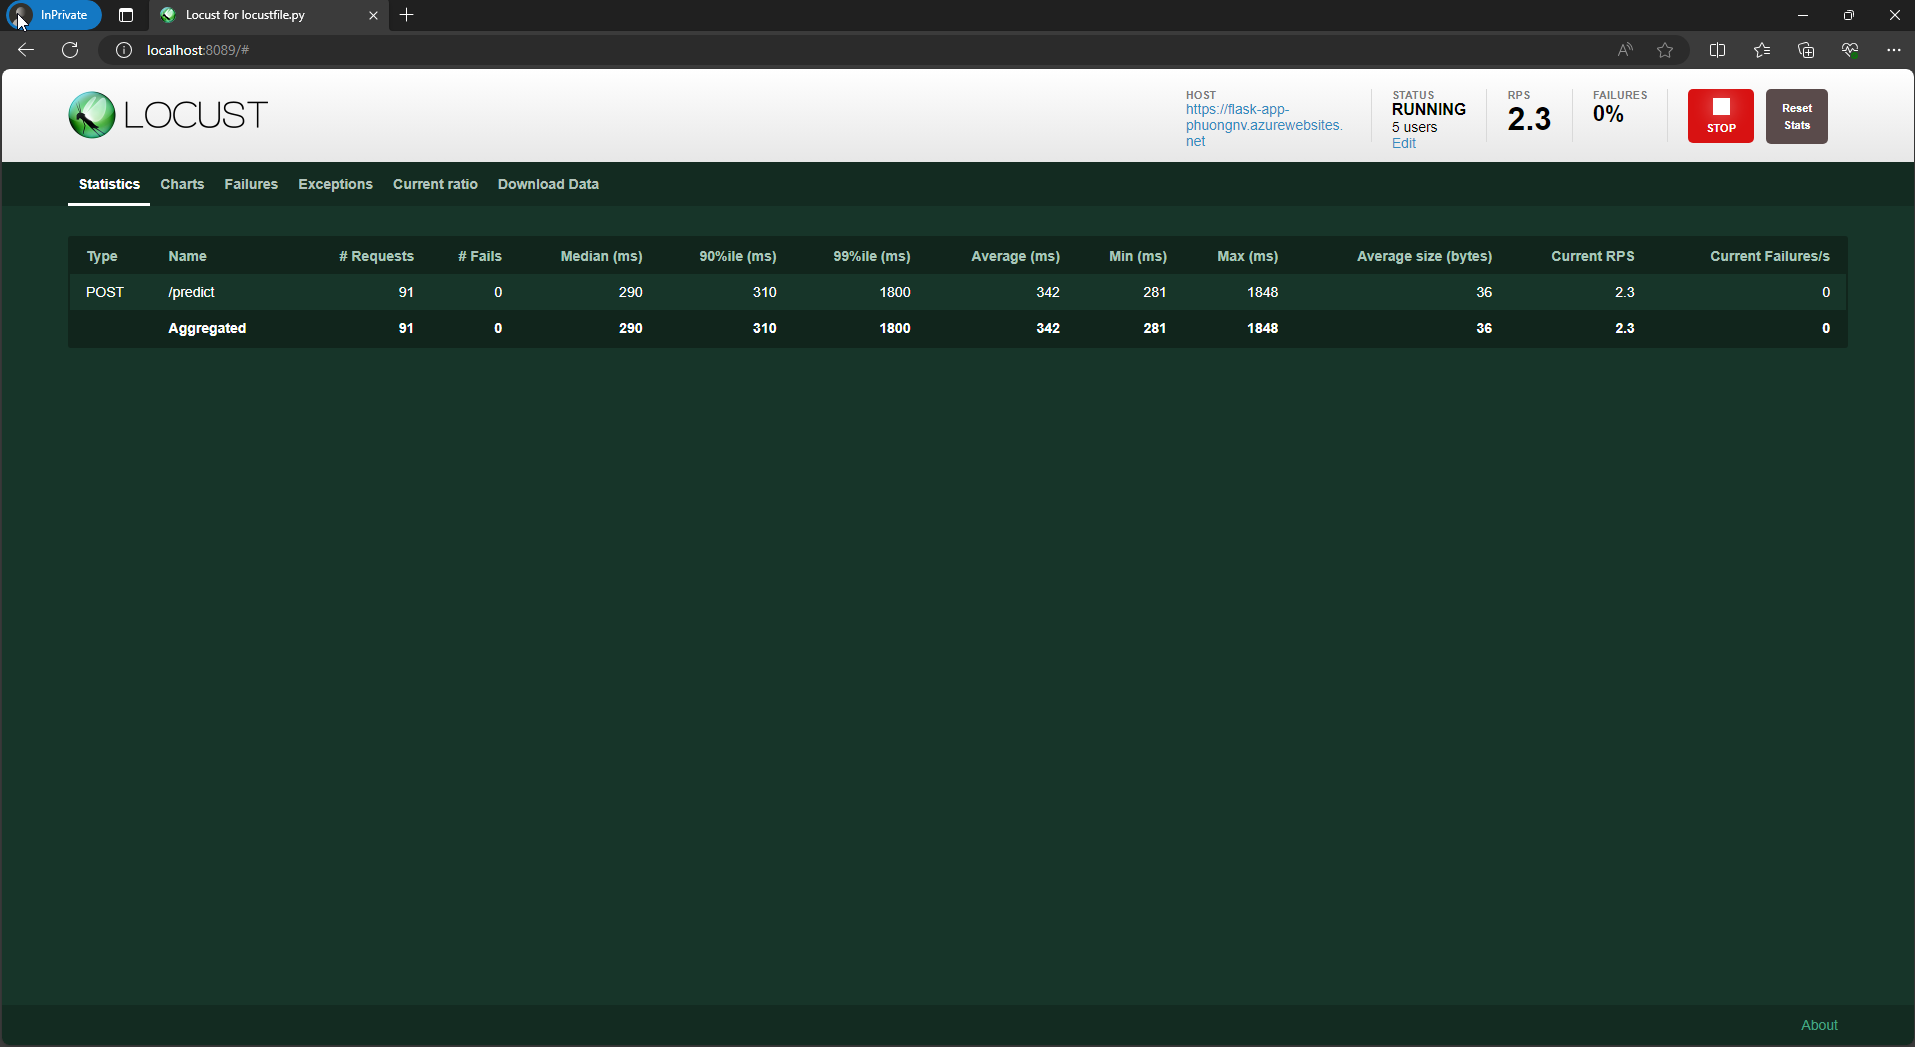 InPrivate
Locust for locustfile.py
localhost:8089/#
LOCUST
HOST
https://flask-app-
phuongnv.azurewebsites.
net
STATUS
RUNNING
5 users
Edit
RPS
2.3
FAILURES
0%
STOP
Reset
Stats
Statistics Charts Failures Exceptions Current ratio Download Data
Type Name # Requests # Fails Median (ms) 90%ile (ms) 99%ile (ms) Average (ms) Min (ms) Max (ms) Average size (bytes) Current RPS Current Failures/s
POST /predict 91 0 290 310 1800 342 281 1848 36 2.3 0
Aggregated 91 0 290 310 1800 342 281 1848 36 2.3 0
About